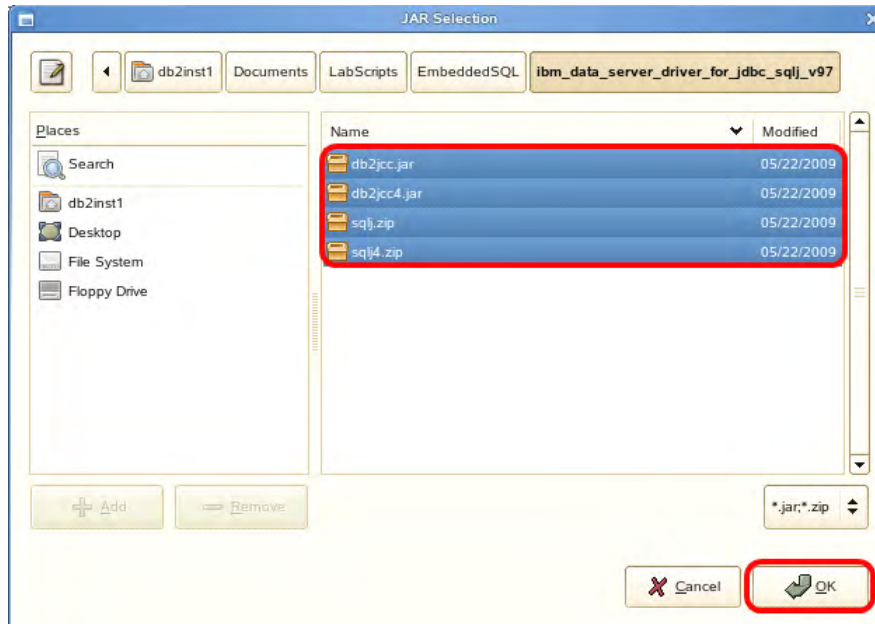 JAR Selection
db2inst1 Documents LabScripts EmbeddedSQL ibm_data_server_driver_for_jdbc_sqlj_v97
Places
Search
db2inst1
Desktop
File System
Floppy Drive
Name Modified
db2jcc.jar 05/22/2009
db2jcc4.jar 05/22/2009
sqlj.zip 05/22/2009
sqlj4.zip 05/22/2009
Add Remove
*.jar;*.zip
Cancel OK